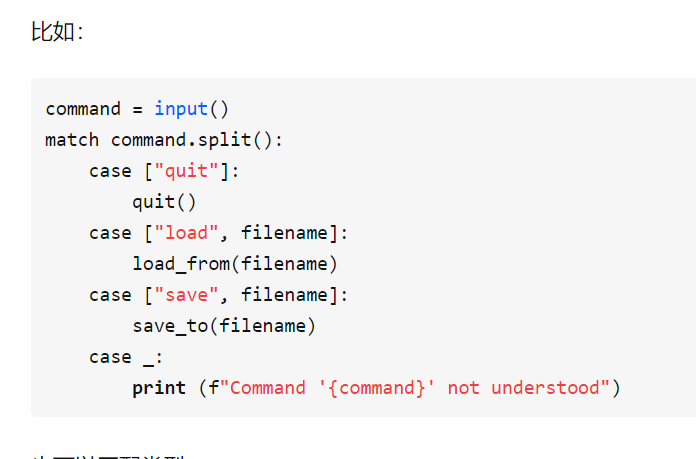 比如：
command = input()
match command.split():
    case ["quit"]:
        quit()
    case ["load", filename]:
        load_from(filename)
    case ["save", filename]:
        save_to(filename)
    case _:
        print (f"Command '{command}' not understood")